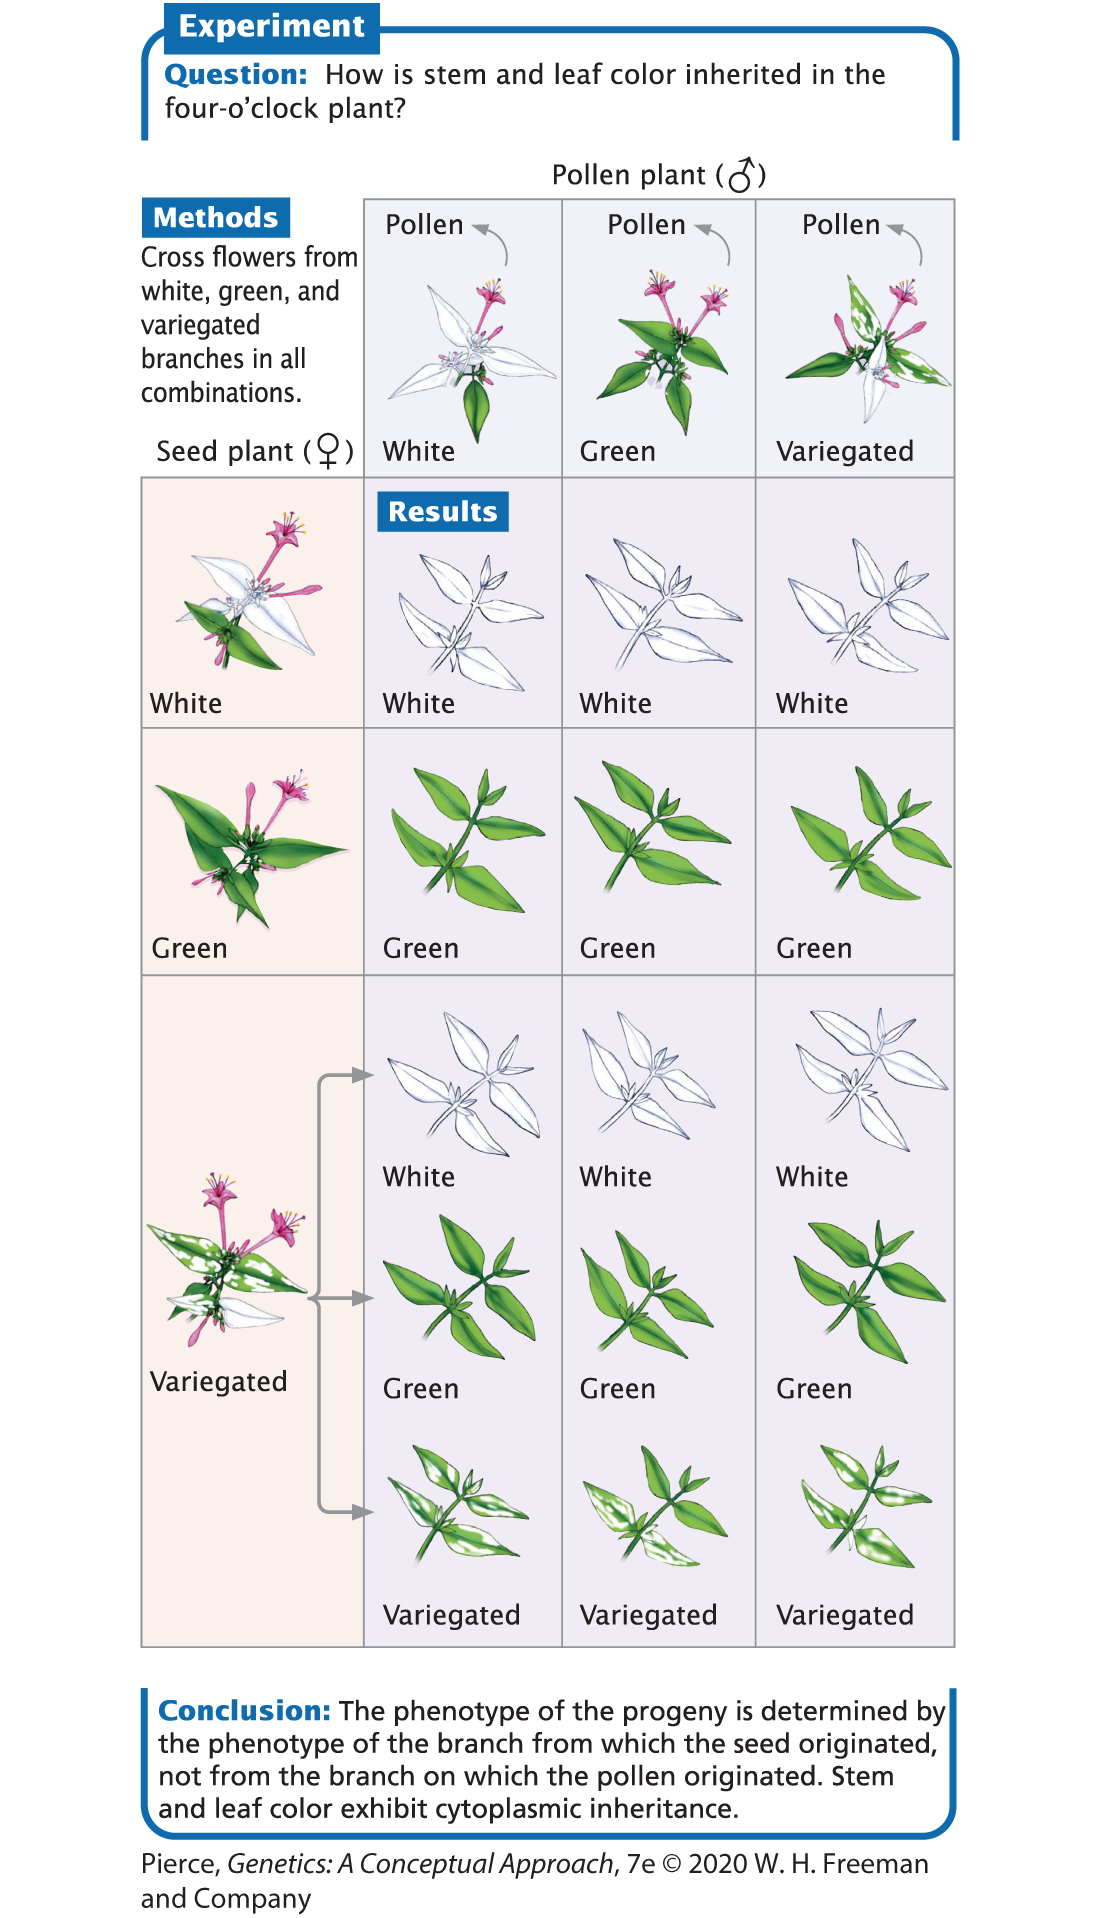 Experiment
Question: How is stem and leaf color inherited in the
four-o’clock plant?
Pollen plant (♂)
Methods
Cross flowers from
white, green, and
variegated
branches in all
combinations.
Seed plant (♀)
Pollen
White
Pollen
Green
Pollen
Variegated
White
Results
White
White
White
Green
Green
Green
Green
Variegated
White
White
White
Green
Green
Green
Variegated
Variegated
Variegated
Conclusion: The phenotype of the progeny is determined by
the phenotype of the branch from which the seed originated,
not from the branch on which the pollen originated. Stem
and leaf color exhibit cytoplasmic inheritance.
Pierce, Genetics: A Conceptual Approach, 7e © 2020 W. H. Freeman
and Company